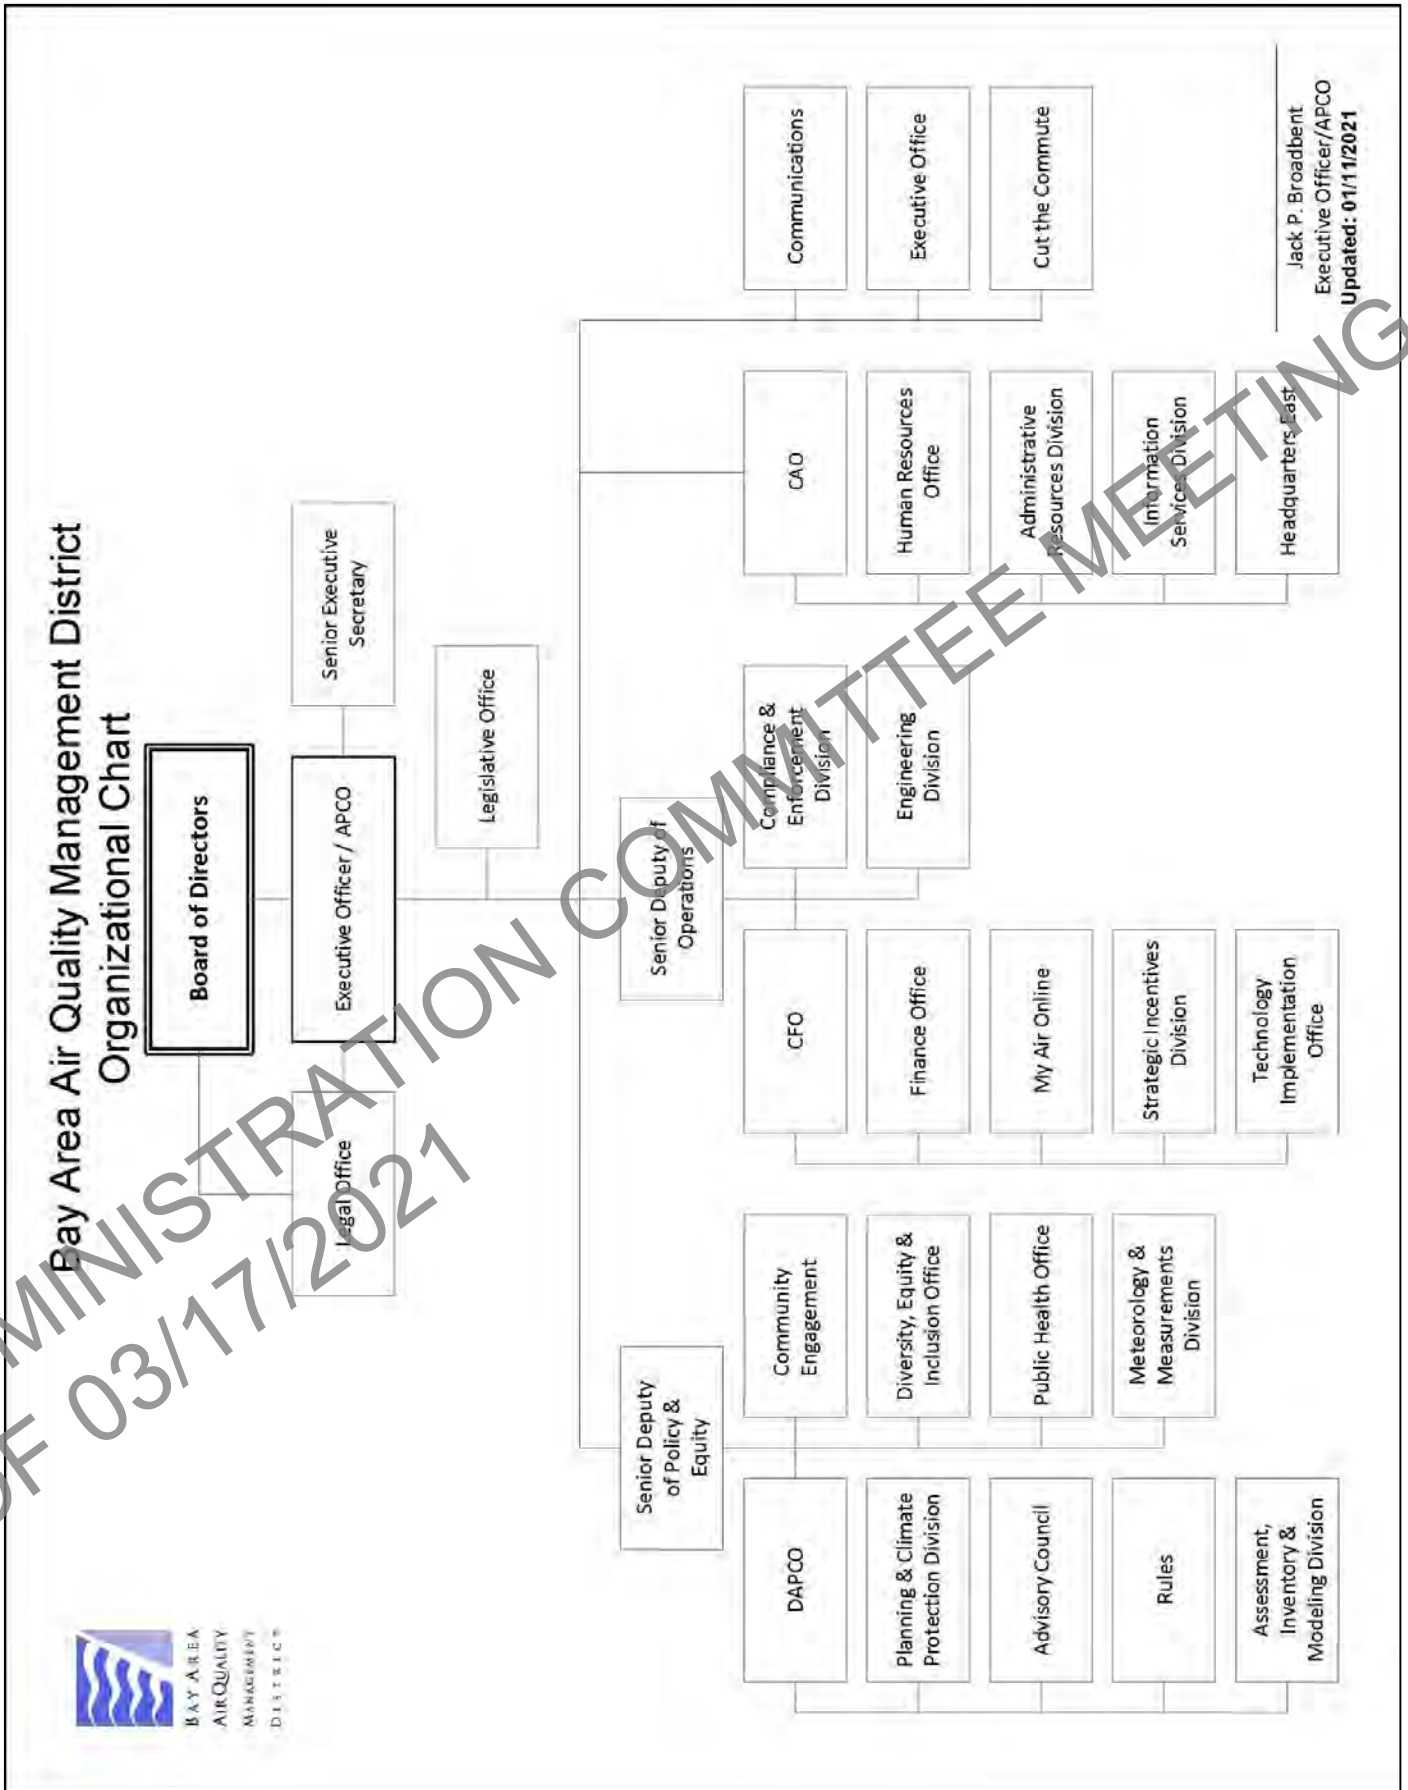 Bay Area Air Quality Management District
Organizational Chart
BAY AREA
AIR QUALITY
MANAGEMENT
DISTRICT
Board of Directors
Legal Office
Executive Officer / APCO
Senior Executive
Secretary
Legislative Office
Senior Deputy
of Policy &
Equity
Senior Deputy of
Operations
DAPCO
Planning & Climate
Protection Division
Advisory Council
Rules
Assessment,
Inventory &
Modeling Division
Community
Engagement
Diversity, Equity &
Inclusion Office
Public Health Office
Meteorology &
Measurements
Division
CFO
Finance Office
My Air Online
Strategic Incentives
Division
Technology
Implementation
Office
Compliance &
Enforcement
Division
Engineering
Division
CAO
Human Resources
Office
Administrative
Resources Division
Information
Services Division
Headquarters East
Communications
Executive Office
Cut the Commute
Jack P. Broadbent
Executive Officer/APCO
Updated: 01/11/2021
MINISTRATION COMMITTEE MEETING
OF 03/17/2021